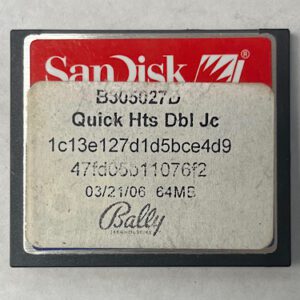 SanDisk
B305027D
Quick Hts Dbl Jc
1c13e127d1d5bce4d9
47fd05b11076f2
03/21/06 64MB
Bally